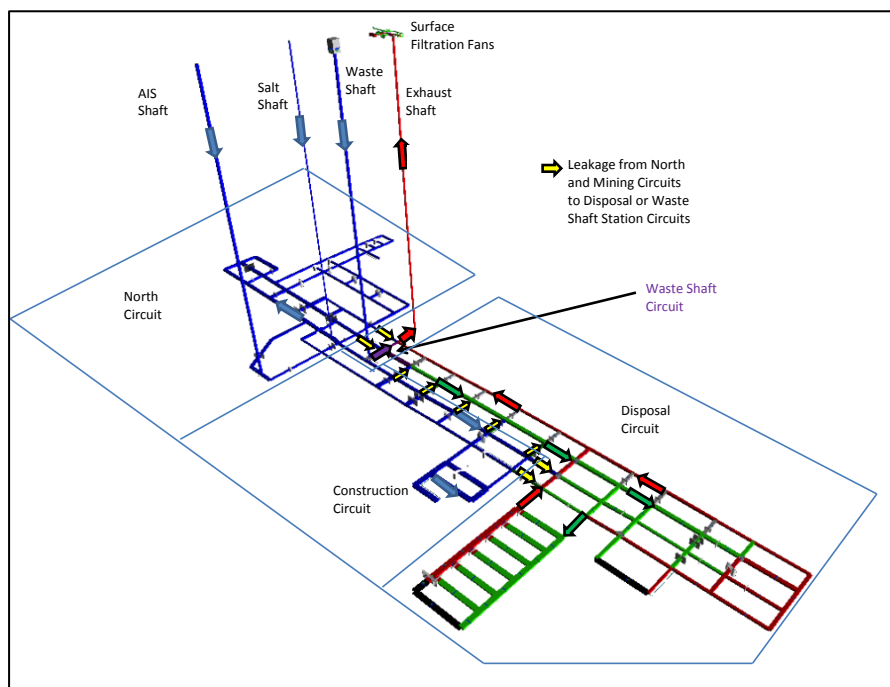 Surface
Filtration Fans
AIS
Shaft
Salt
Shaft
Waste
Shaft
Exhaust
Shaft
Leakage from North
and Mining Circuits
to Disposal or Waste
Shaft Station Circuits
North
Circuit
Waste Shaft
Circuit
Disposal
Circuit
Construction
Circuit